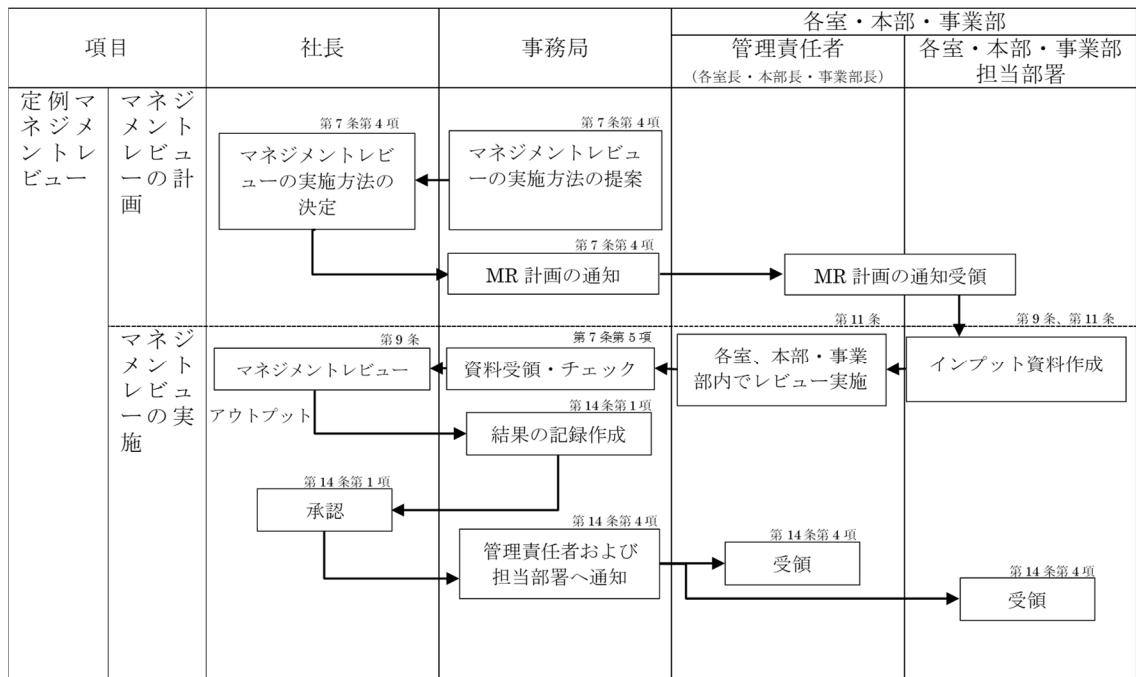 項目
社長
事務局
各室・本部・事業部
管理責任者
(各室長・本部長・事業部長)
各室・本部・事業部
担当部署
定例マ
ネジメ
ントレ
ビュー
マネジ
メント
レビュ
ーの計
画
第7条第4項
マネジメントレビ
ューの実施方法の
決定
第7条第4項
マネジメントレビュ
ーの実施方法の提案
第7条第4項
MR計画の通知
MR計画の通知受領
マネジ
メント
レビュ
ーの実
施
第9条
マネジメントレビュー
第7条第5項
資料受領・チェック
第11条
各室、本部・事業
部内でレビュー実施
第9条、第11条
インプット資料作成
アウトプット
第14条第1項
結果の記録作成
第14条第1項
承認
第14条第4項
管理責任者および
担当部署へ通知
第14条第4項
受領
第14条第4項
受領